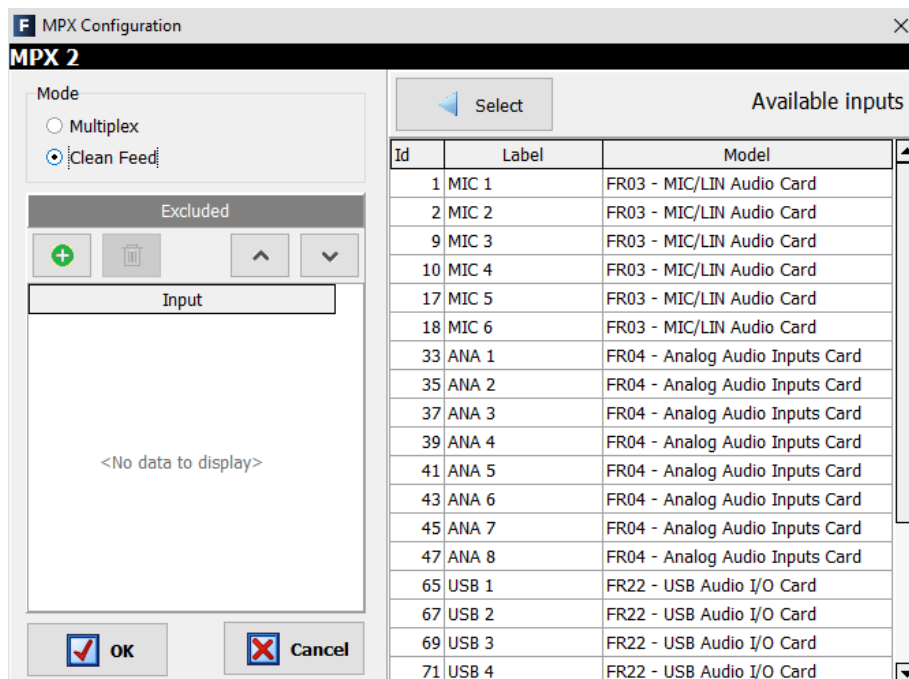 F MPX Configuration
MPX 2
Mode
Multiplex
Clean Feed
Excluded
Input
<No data to display>
OK
Cancel
Select
Available inputs
Id Label Model
1 MIC 1 FR03 - MIC/LIN Audio Card
2 MIC 2 FR03 - MIC/LIN Audio Card
9 MIC 3 FR03 - MIC/LIN Audio Card
10 MIC 4 FR03 - MIC/LIN Audio Card
17 MIC 5 FR03 - MIC/LIN Audio Card
18 MIC 6 FR03 - MIC/LIN Audio Card
33 ANA 1 FR04 - Analog Audio Inputs Card
35 ANA 2 FR04 - Analog Audio Inputs Card
37 ANA 3 FR04 - Analog Audio Inputs Card
39 ANA 4 FR04 - Analog Audio Inputs Card
41 ANA 5 FR04 - Analog Audio Inputs Card
43 ANA 6 FR04 - Analog Audio Inputs Card
45 ANA 7 FR04 - Analog Audio Inputs Card
47 ANA 8 FR04 - Analog Audio Inputs Card
65 USB 1 FR22 - USB Audio I/O Card
67 USB 2 FR22 - USB Audio I/O Card
69 USB 3 FR22 - USB Audio I/O Card
71 USB 4 FR22 - USB Audio I/O Card